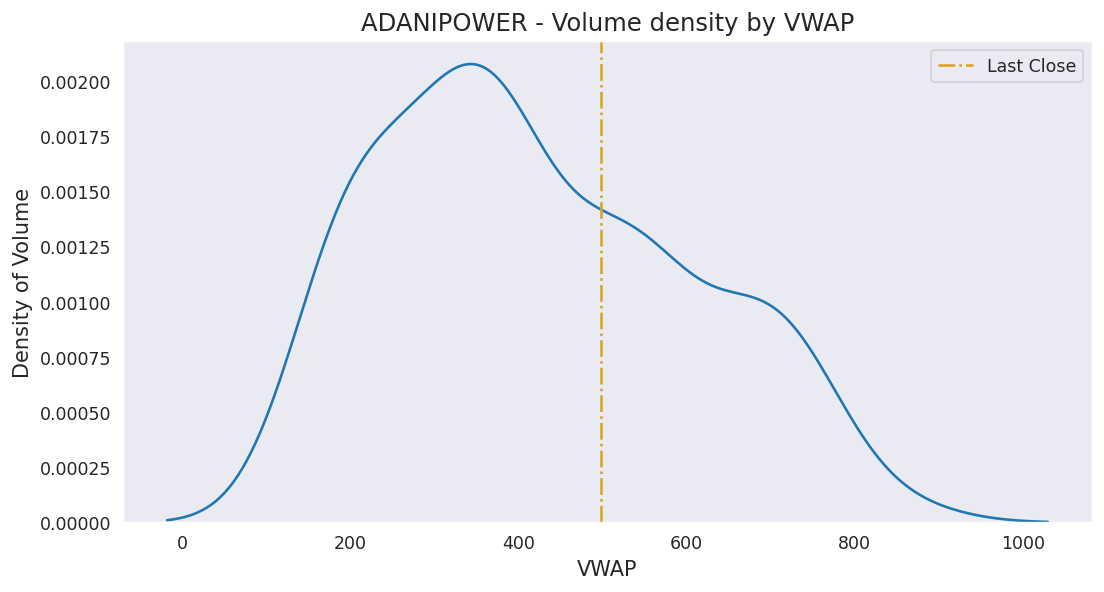 ADANIPOWER - Volume density by VWAP
Last Close
Density of Volume
0.00200
0.00175
0.00150
0.00125
0.00100
0.00075
0.00050
0.00025
0.00000
0 200 400 600 800 1000
VWAP